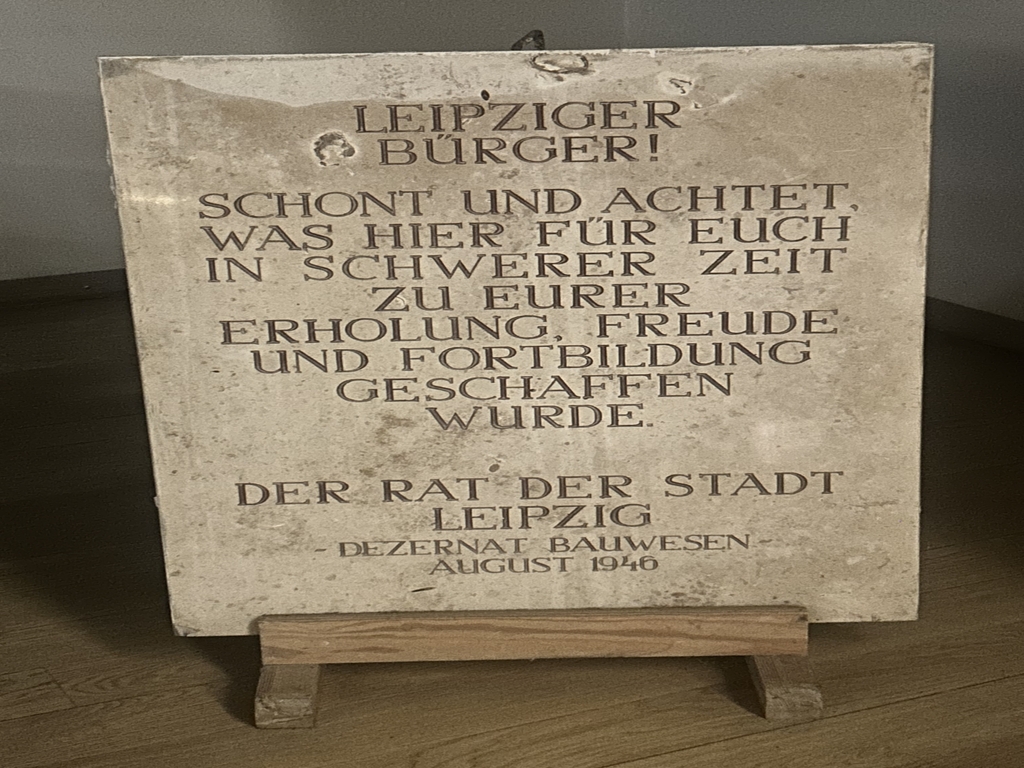 LEIPZIGER
BÜRGER!
SCHONT UND ACHTET,
WAS HIER FÜR EUCH
IN SCHWERER ZEIT
ZU EURER
ERHOLUNG, FREUDE
UND FORTBILDUNG
GESCHAFFEN
WURDE.
DER RAT DER STADT
LEIPZIG
- DEZERNAT BAUWESEN -
AUGUST 1946